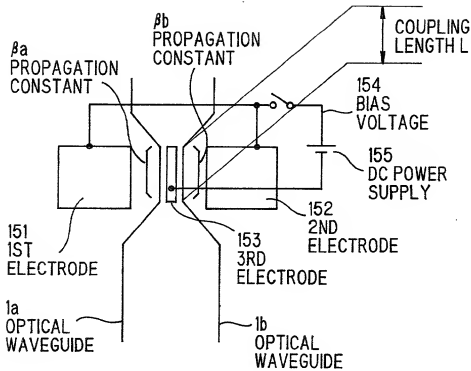 βa
PROPAGATION
CONSTANT
βb
PROPAGATION
CONSTANT
COUPLING
LENGTH L
154
BIAS
VOLTAGE
155
DC POWER
SUPPLY
151
1ST
ELECTRODE
152
2ND
ELECTRODE
153
3RD
ELECTRODE
1a
OPTICAL
WAVEGUIDE
1b
OPTICAL
WAVEGUIDE